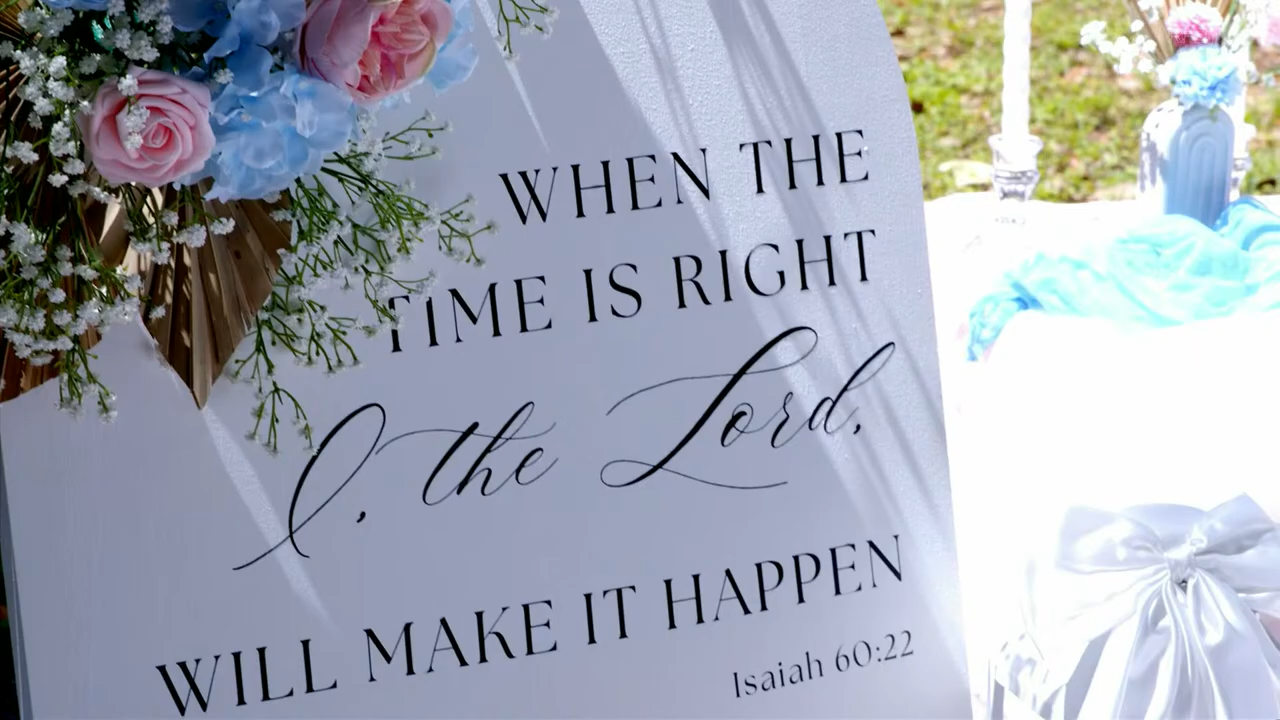 WHEN THE
TIME IS RIGHT
I, the Lord,
WILL MAKE IT HAPPEN
Isaiah 60:22